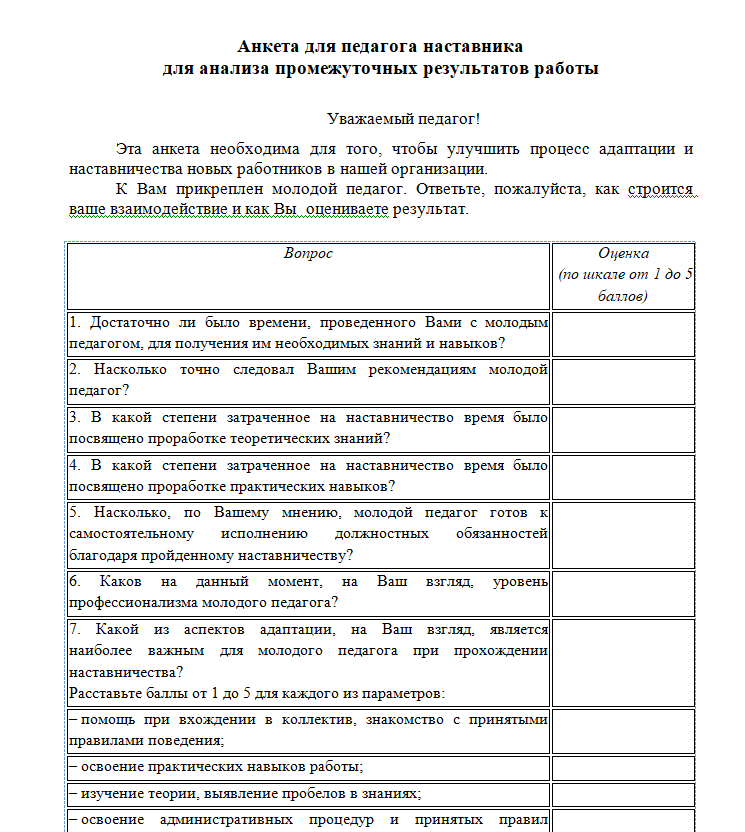 Анкета для педагога наставника
для анализа промежуточных результатов работы
Уважаемый педагог!
Эта анкета необходима для того, чтобы улучшить процесс адаптации и
наставничества новых работников в нашей организации.
К Вам прикреплен молодой педагог. Ответьте, пожалуйста, как строится
ваше взаимодействие и как Вы оцениваете результат.
Вопрос
Оценка
(по шкале от 1 до 5
баллов)
1. Достаточно ли было времени, проведенного Вами с молодым
педагогом, для получения им необходимых знаний и навыков?
2. Насколько точно следовал Вашим рекомендациям молодой
педагог?
3. В какой степени затраченное на наставничество время было
посвящено проработке теоретических знаний?
4. В какой степени затраченное на наставничество время было
посвящено проработке практических навыков?
5. Насколько, по Вашему мнению, молодой педагог готов к
самостоятельному исполнению должностных обязанностей
благодаря пройденному наставничеству?
6. Каков на данный момент, на Ваш взгляд, уровень
профессионализма молодого педагога?
7. Какой из аспектов адаптации, на Ваш взгляд, является
наиболее важным для молодого педагога при прохождении
наставничества?
Расставьте баллы от 1 до 5 для каждого из параметров:
– помощь при вхождении в коллектив, знакомство с принятыми
правилами поведения;
– освоение практических навыков работы;
– изучение теории, выявление пробелов в знаниях;
– освоение административных процедур и принятых правил